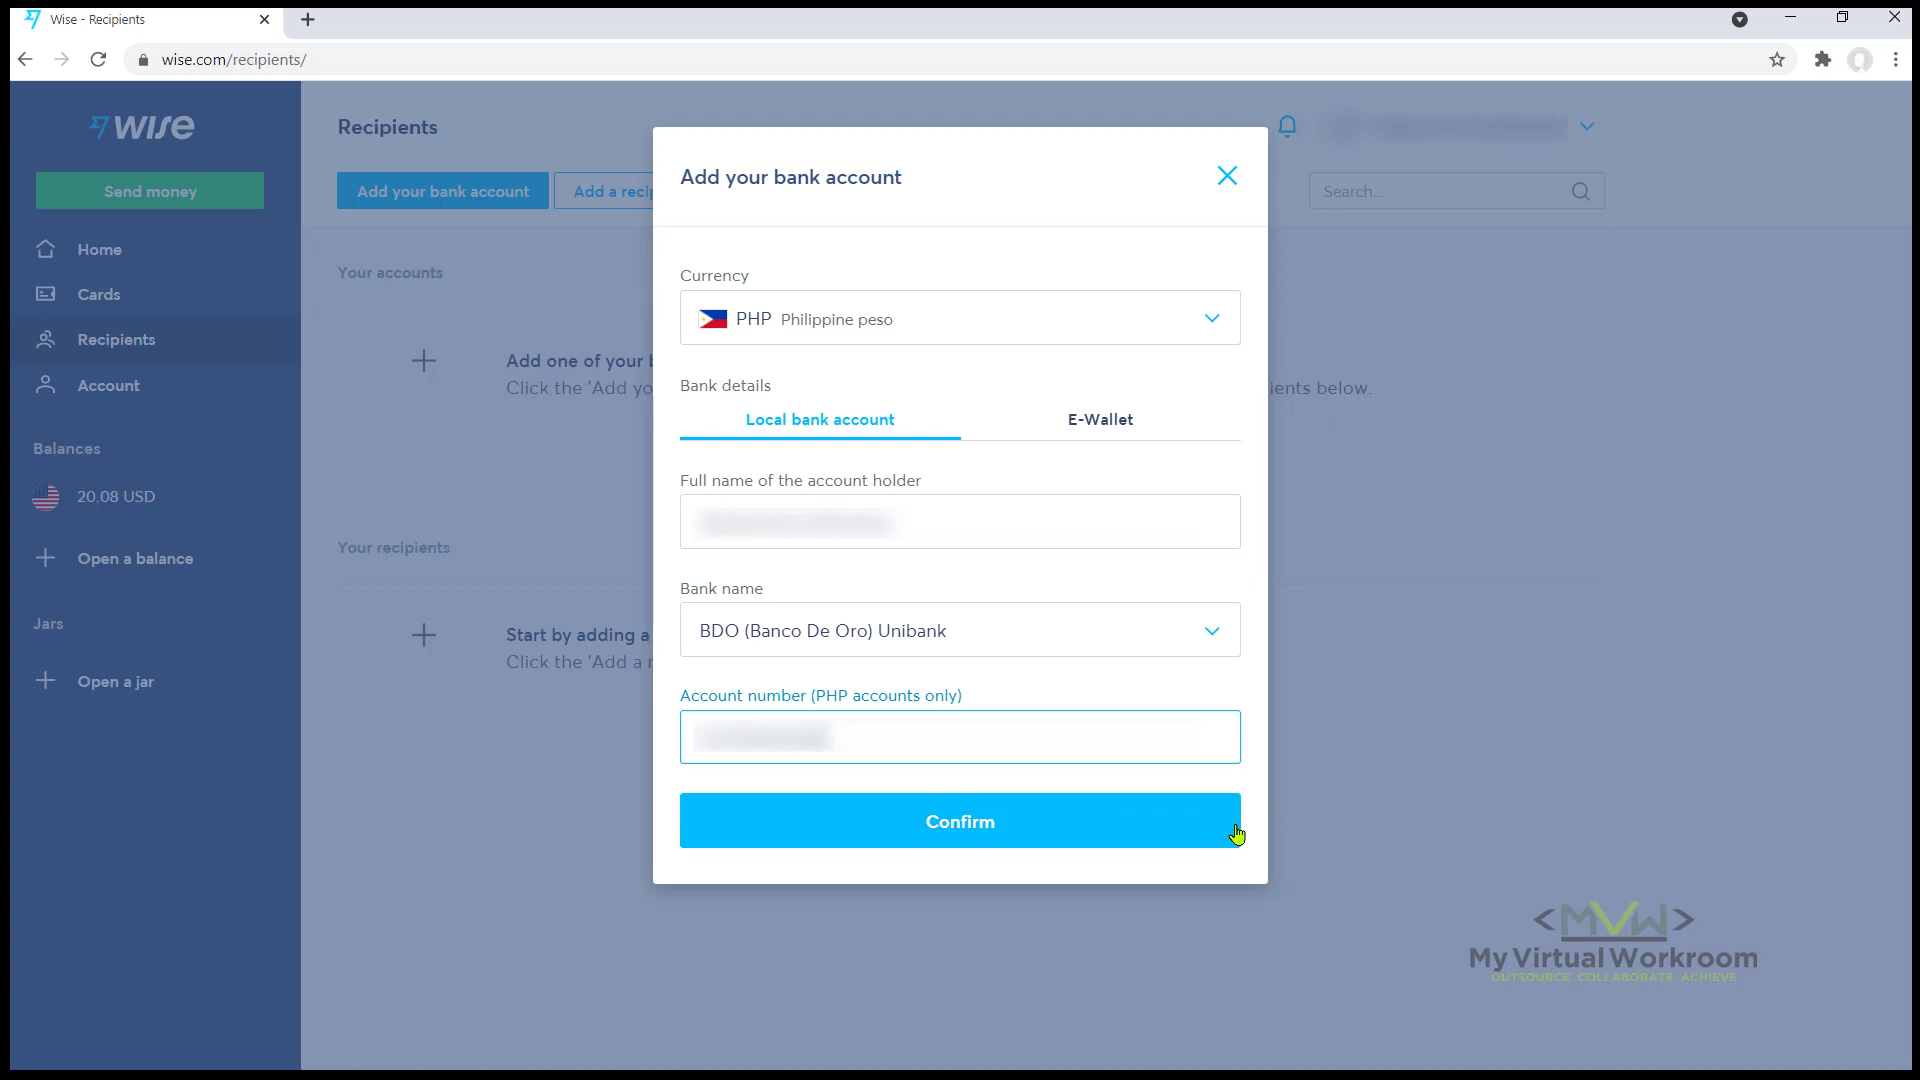 Wise - Recipients
wise.com/recipients/
WISE
Send money
Home
Cards
Recipients
Account
Balances
20.08 USD
Open a balance
Jars
Open a jar
Recipients
Add your bank account
Add a reci
Search...
Your accounts
Add one of your
Click the 'Add yo
ients below.
Your recipients
Start by adding a
Click the 'Add a
Add your bank account
Currency
PHP Philippine peso
Bank details
Local bank account
E-Wallet
Full name of the account holder
Bank name
BDO (Banco De Oro) Unibank
Account number (PHP accounts only)
Confirm
<MVW>
My Virtual Workroom
OUTSOURCE. COLLABORATE. ACHIEVE